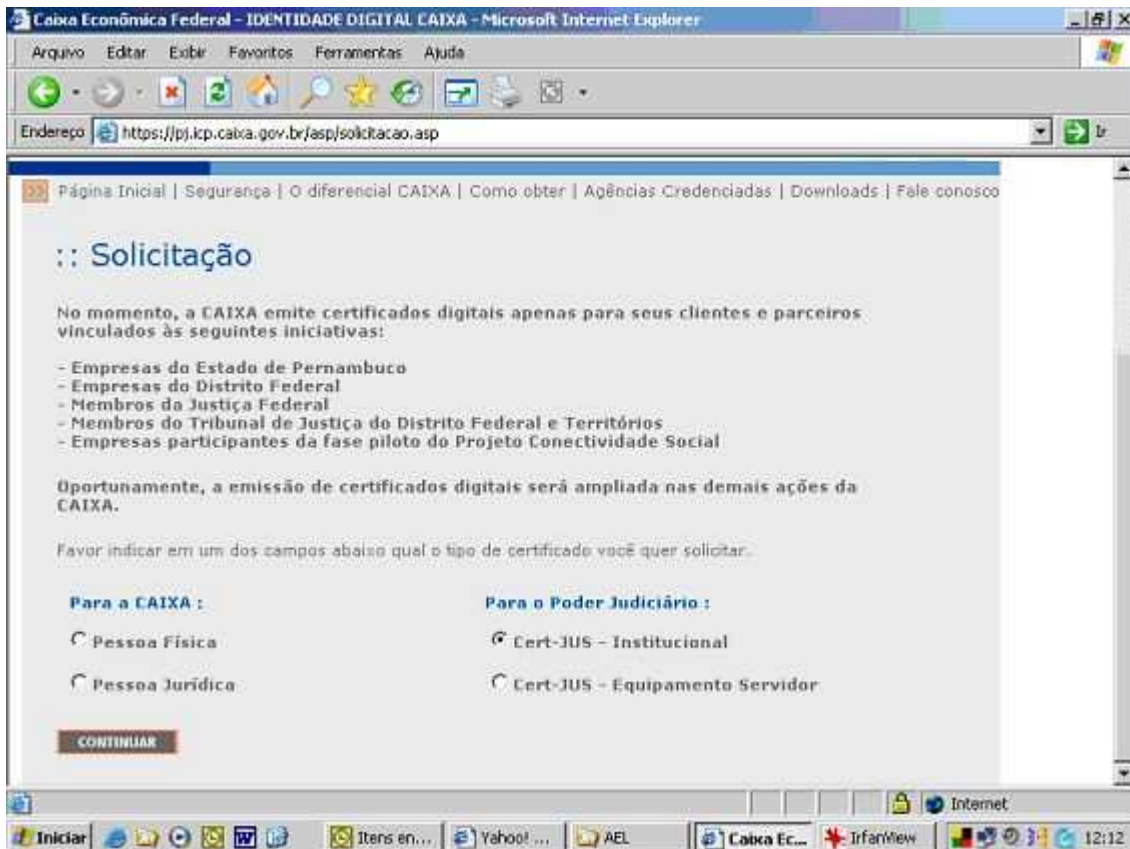 Caixa Econômica Federal - IDENTIDADE DIGITAL CAIXA - Microsoft Internet Explorer
Arquivo Editar Exibir Favoritos Ferramentas Ajuda
Endereço https://pj.icp.caixa.gov.br/asp/solicitacao.asp Ir
Página Inicial | Segurança | O diferencial CAIXA | Como obter | Agências Credenciadas | Downloads | Fale conosco
:: Solicitação
No momento, a CAIXA emite certificados digitais apenas para seus clientes e parceiros
vinculados às seguintes iniciativas:
- Empresas do Estado de Pernambuco
- Empresas do Distrito Federal
- Membros da Justiça Federal
- Membros do Tribunal de Justiça do Distrito Federal e Territórios
- Empresas participantes da fase piloto do Projeto Conectividade Social
Oportunamente, a emissão de certificados digitais será ampliada nas demais ações da
CAIXA.
Favor indicar em um dos campos abaixo qual o tipo de certificado você quer solicitar.
Para a CAIXA : Para o Poder Judiciário :
Pessoa Física Cert-JUS - Institucional
Pessoa Jurídica Cert-JUS - Equipamento Servidor
CONTINUAR
Internet
Iniciar Itens en... Yahoo! ... AEL Caixa Ec... IrfanView 12:12